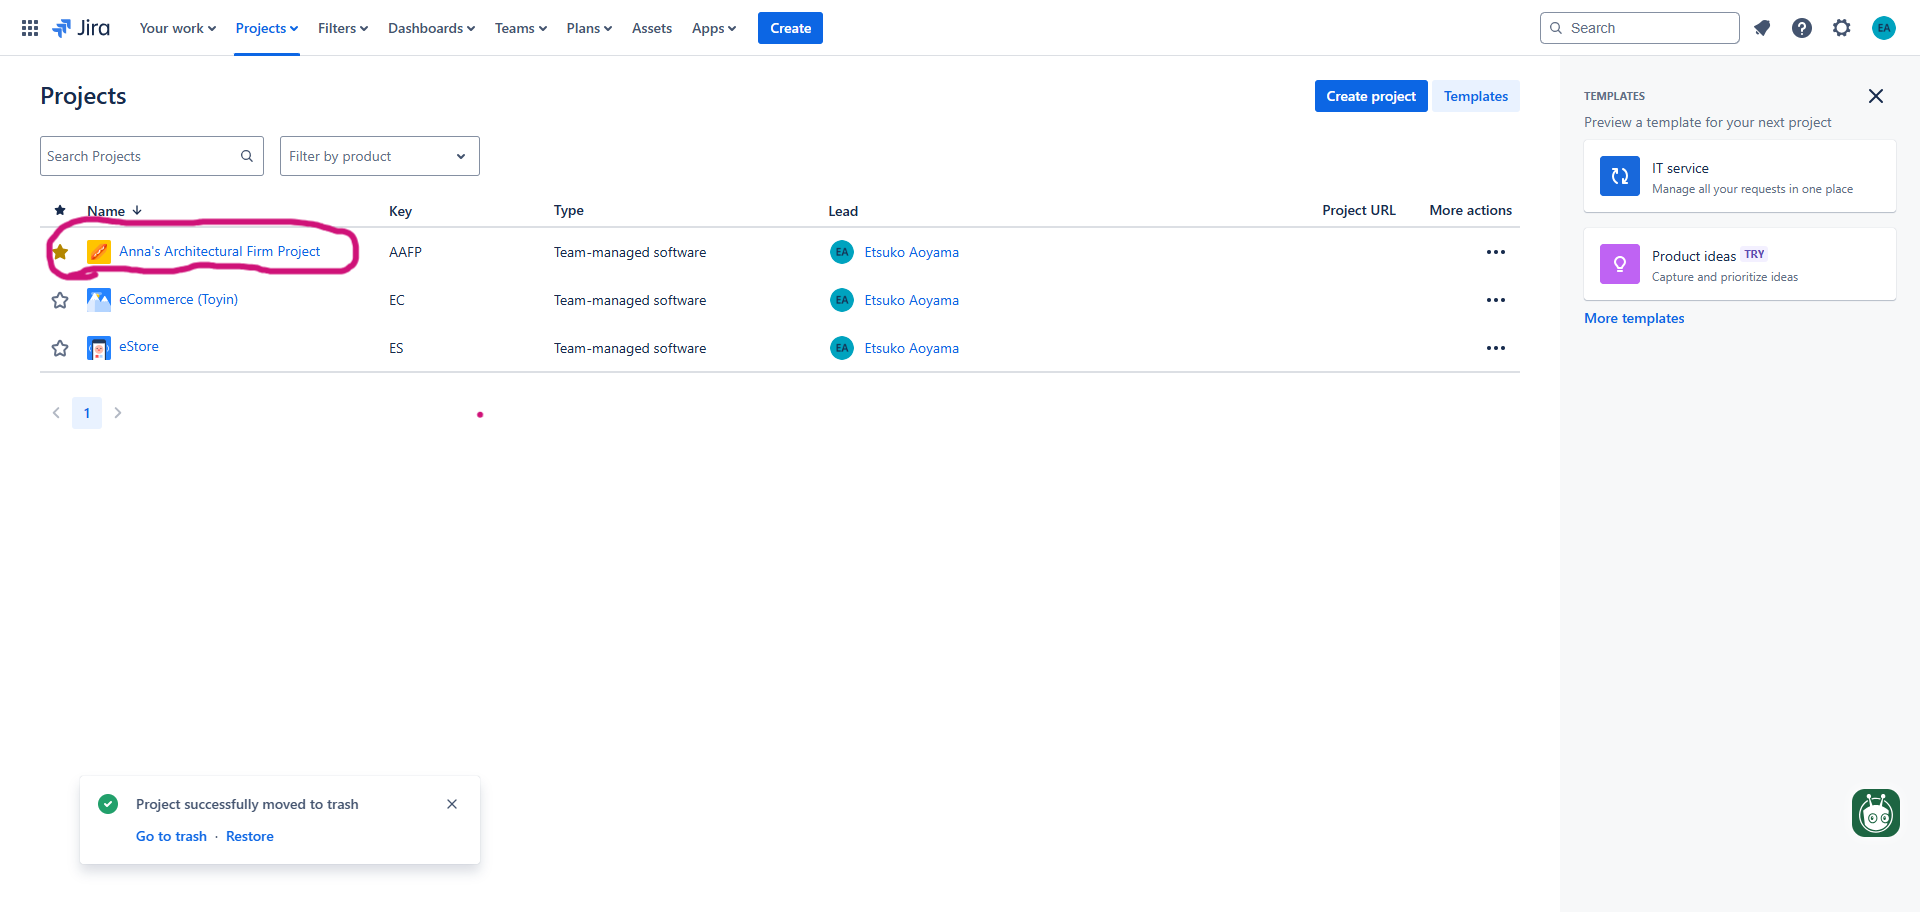 Jira Your work Projects Filters Dashboards Teams Plans Assets Apps Create Search EA
Projects Create project Templates
Search Projects Filter by product
Name Key Type Lead Project URL More actions
Anna's Architectural Firm Project AAFP Team-managed software EA Etsuko Aoyama
eCommerce (Toyin) EC Team-managed software EA Etsuko Aoyama
eStore ES Team-managed software EA Etsuko Aoyama
1
TEMPLATES
Preview a template for your next project
IT service
Manage all your requests in one place
Product ideas TRY
Capture and prioritize ideas
More templates
Project successfully moved to trash
Go to trash · Restore